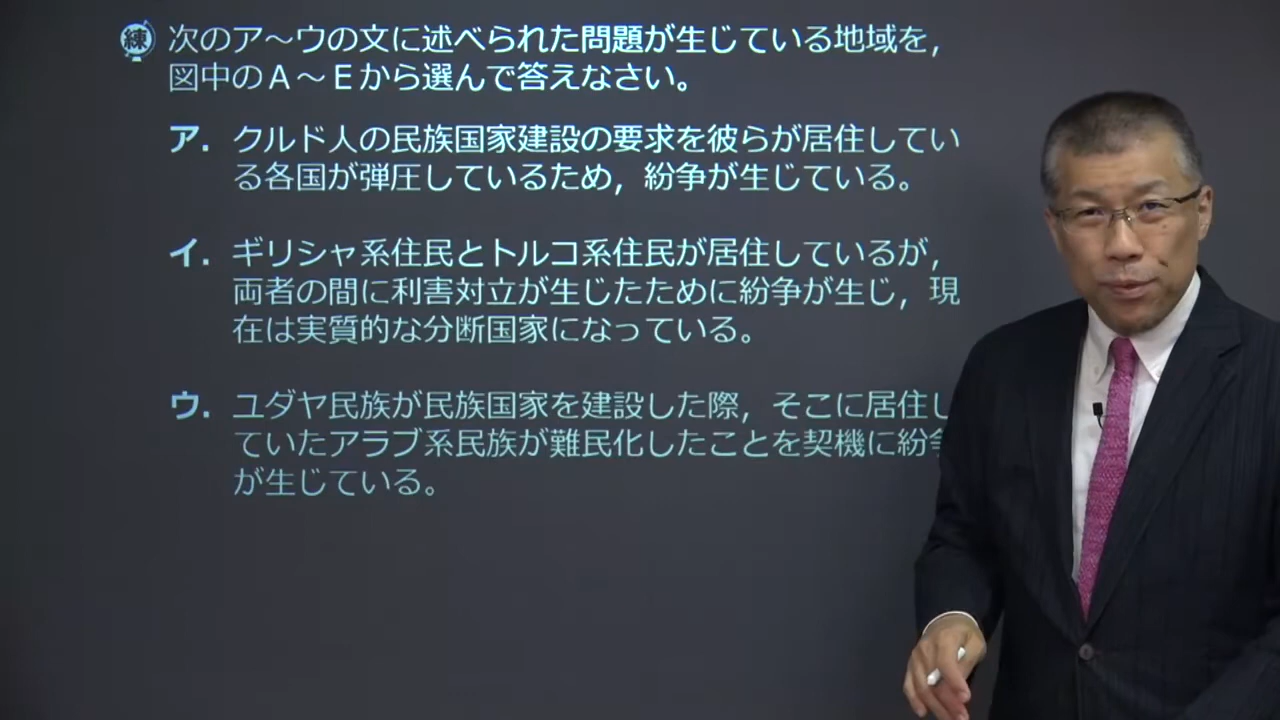 練 次のア～ウの文に述べられた問題が生じている地域を，
図中のＡ～Ｅから選んで答えなさい。
ア．クルド人の民族国家建設の要求を彼らが居住してい
る各国が弾圧しているため，紛争が生じている。
イ．ギリシャ系住民とトルコ系住民が居住しているが，
両者の間に利害対立が生じたために紛争が生じ，現
在は実質的な分断国家になっている。
ウ．ユダヤ民族が民族国家を建設した際，そこに居住し
ていたアラブ系民族が難民化したことを契機に紛争
が生じている。